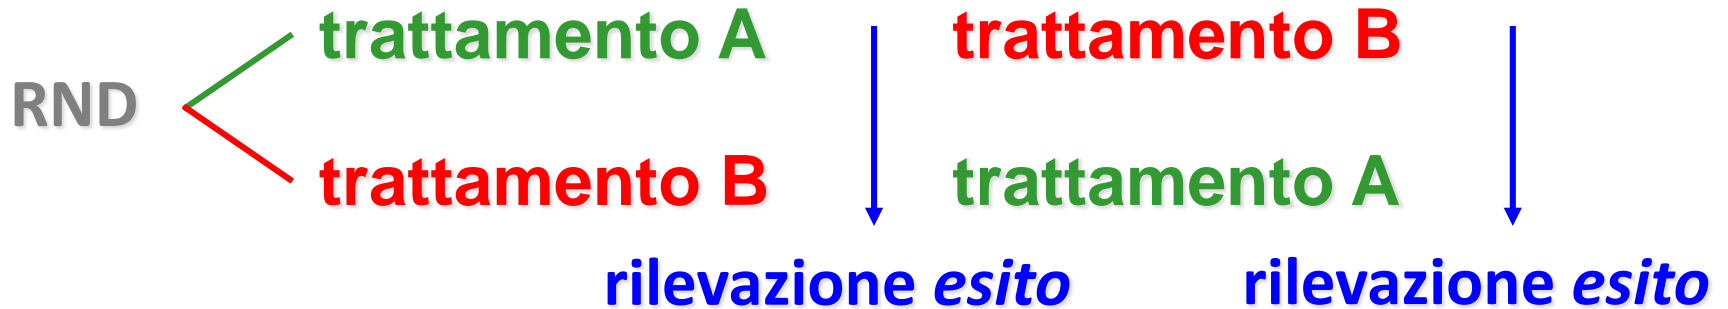 trattamento A trattamento B
RND
trattamento B trattamento A
rilevazione esito rilevazione esito